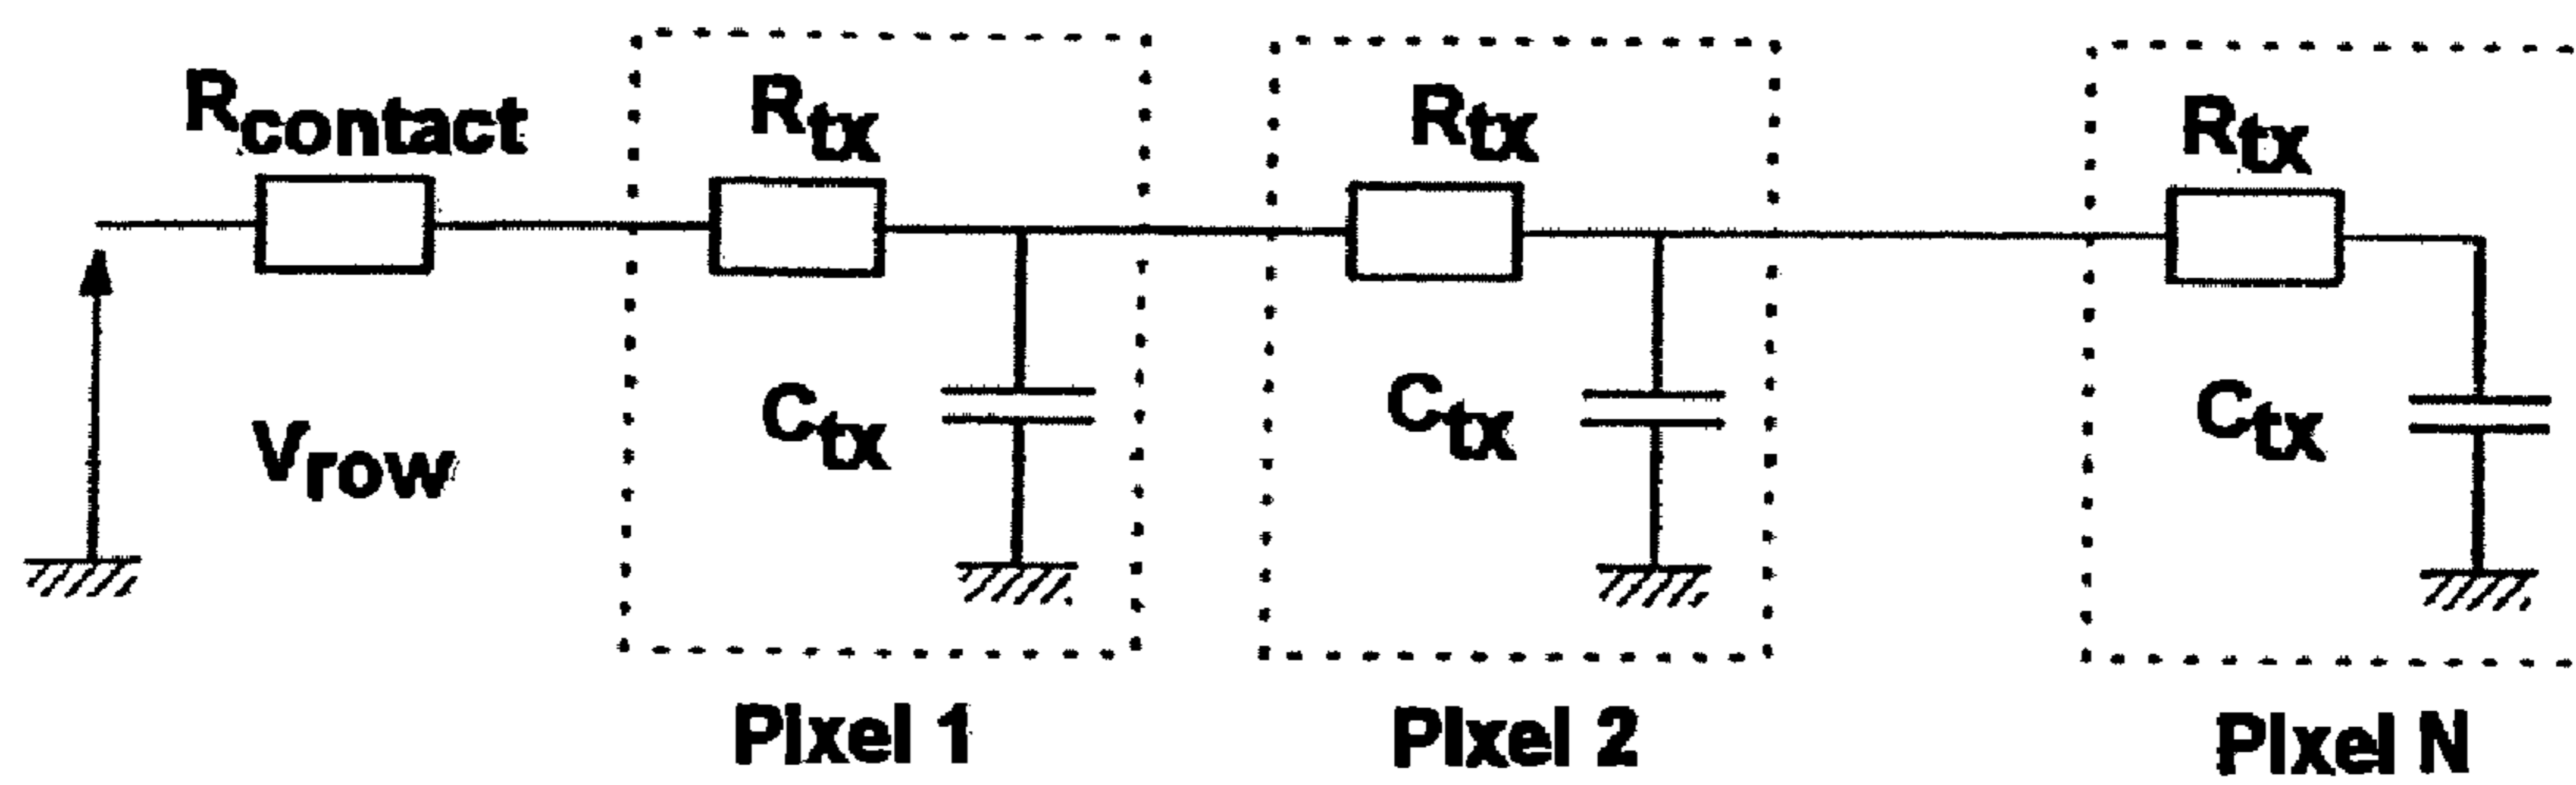 Rcontact
Rtx
Rtx
Rtx
Vrow
Ctx
Ctx
Ctx
Pixel 1
Pixel 2
Pixel N